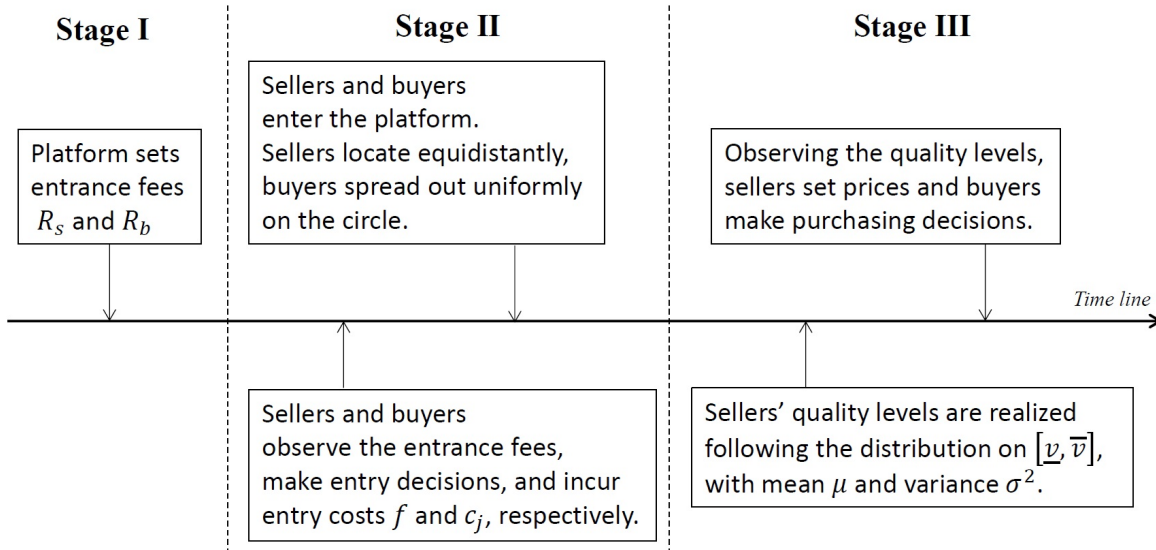 Stage I
Stage II
Stage III
Platform sets
entrance fees
R_s and R_b
Sellers and buyers
enter the platform.
Sellers locate equidistantly,
buyers spread out uniformly
on the circle.
Observing the quality levels,
sellers set prices and buyers
make purchasing decisions.
Time line
Sellers and buyers
observe the entrance fees,
make entry decisions, and incur
entry costs f and c_j, respectively.
Sellers’ quality levels are realized
following the distribution on [v̲, v̅],
with mean μ and variance σ².